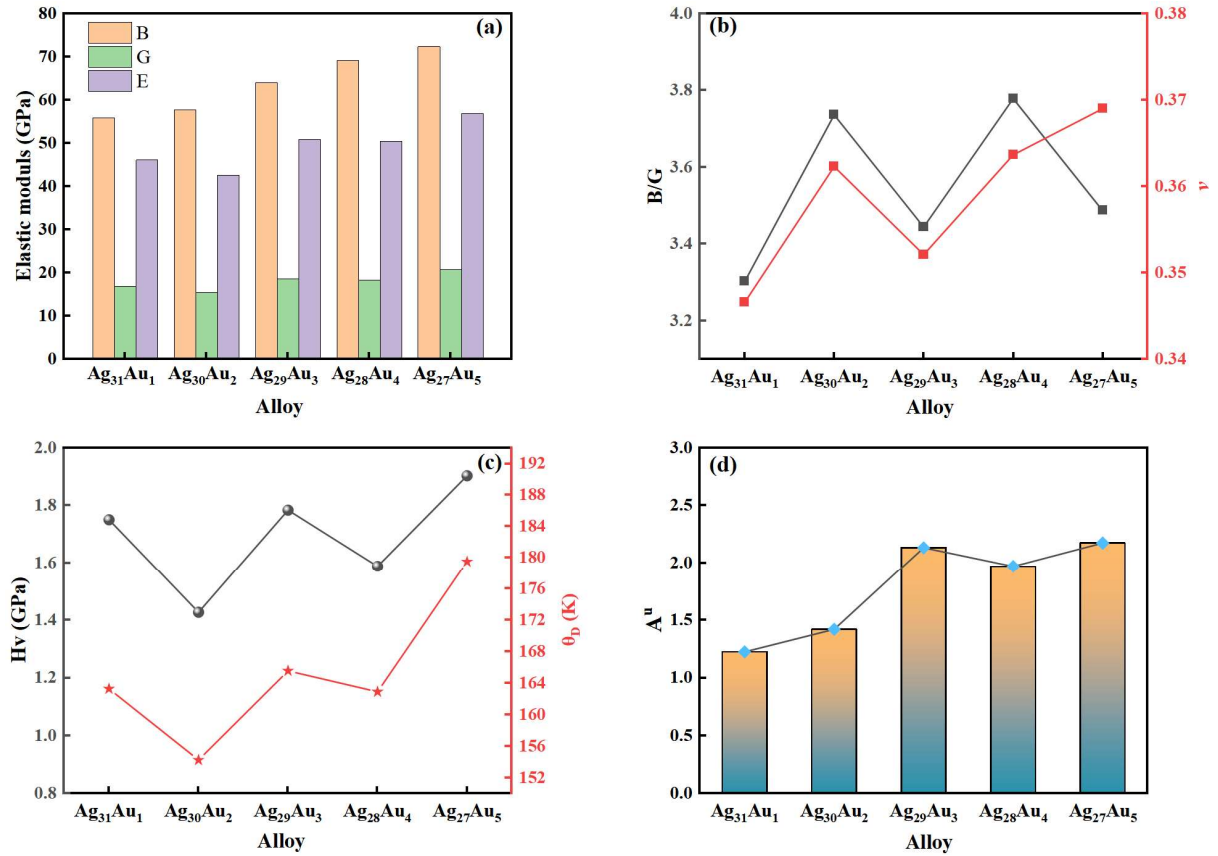 (a)
B
G
E
80
70
60
50
40
30
20
10
0
Elastic moduls (GPa)
Ag₃₁Au₁ Ag₃₀Au₂ Ag₂₉Au₃ Ag₂₈Au₄ Ag₂₇Au₅
Alloy
(b)
4.0
3.8
3.6
3.4
3.2
B/G
0.38
0.37
0.36
0.35
0.34
ν
Ag₃₁Au₁ Ag₃₀Au₂ Ag₂₉Au₃ Ag₂₈Au₄ Ag₂₇Au₅
Alloy
(c)
2.0
1.8
1.6
1.4
1.2
1.0
0.8
Hv (GPa)
192
188
184
180
176
172
168
164
160
156
152
θ_D (K)
Ag₃₁Au₁ Ag₃₀Au₂ Ag₂₉Au₃ Ag₂₈Au₄ Ag₂₇Au₅
Alloy
(d)
3.0
2.5
2.0
1.5
1.0
0.5
0.0
Aᵘ
Ag₃₁Au₁ Ag₃₀Au₂ Ag₂₉Au₃ Ag₂₈Au₄ Ag₂₇Au₅
Alloy